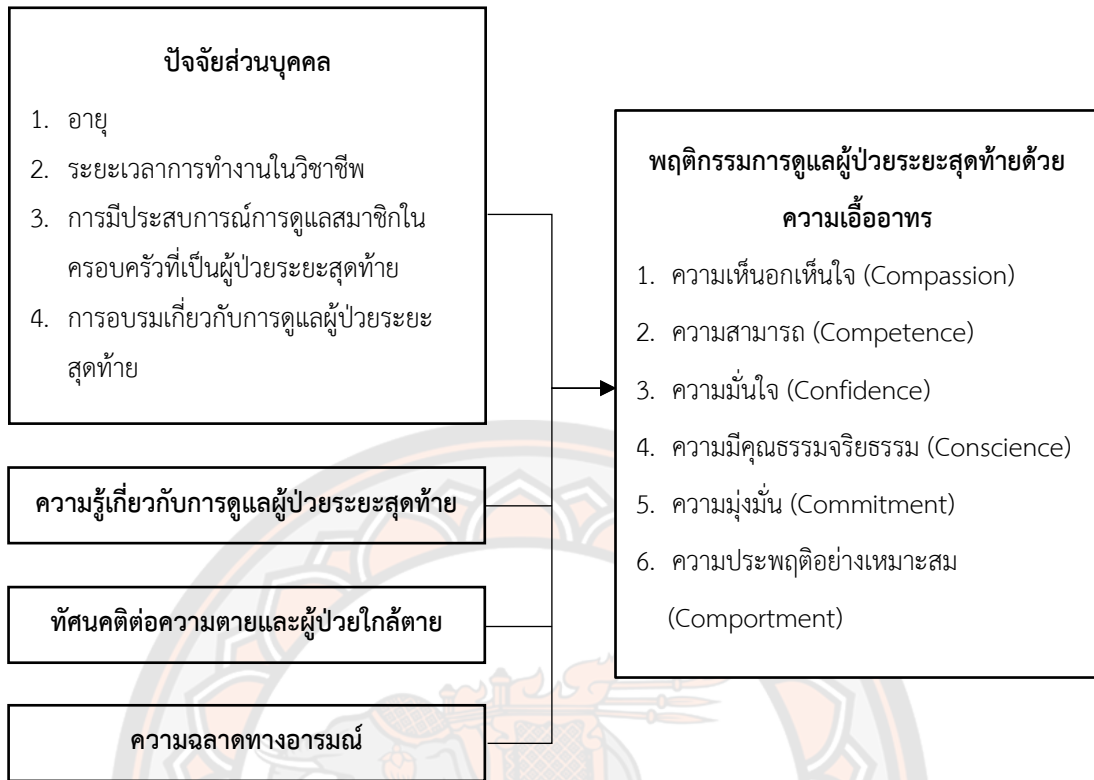 ปัจจัยส่วนบุคคล
1. อายุ
2. ระยะเวลาการทำงานในวิชาชีพ
3. การมีประสบการณ์การดูแลสมาชิกใน
ครอบครัวที่เป็นผู้ป่วยระยะสุดท้าย
4. การอบรมเกี่ยวกับการดูแลผู้ป่วยระยะ
สุดท้าย
ความรู้เกี่ยวกับการดูแลผู้ป่วยระยะสุดท้าย
ทัศนคติต่อความตายและผู้ป่วยใกล้ตาย
ความฉลาดทางอารมณ์
พฤติกรรมการดูแลผู้ป่วยระยะสุดท้ายด้วย
ความเอื้ออาทร
1. ความเห็นอกเห็นใจ (Compassion)
2. ความสามารถ (Competence)
3. ความมั่นใจ (Confidence)
4. ความมีคุณธรรมจริยธรรม (Conscience)
5. ความมุ่งมั่น (Commitment)
6. ความประพฤติอย่างเหมาะสม
(Comportment)